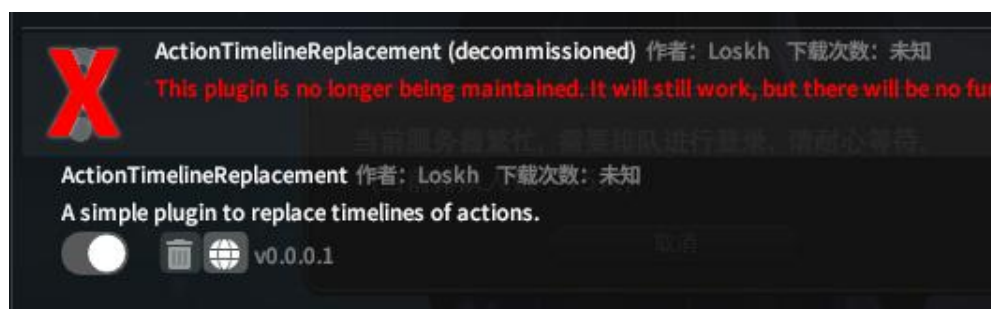 ActionTimelineReplacement (decommissioned) 作者: Loskh 下载次数: 未知
This plugin is no longer being maintained. It will still work, but there will be no fu
当前服务器繁忙，需要排队进行登录，请耐心等待。
ActionTimelineReplacement 作者: Loskh 下载次数: 未知
A simple plugin to replace timelines of actions.
取消
v0.0.0.1